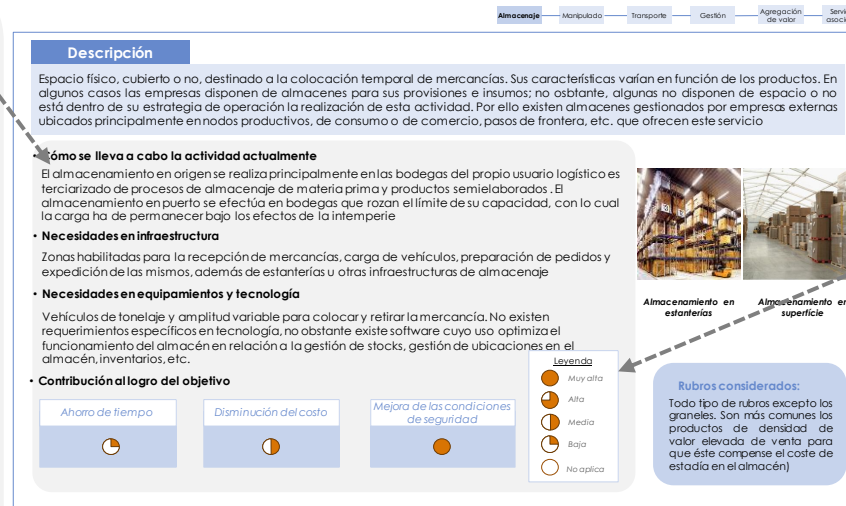 Almacenaje
Manipulado
Transporte
Gestión
Agregación
de valor
Descripción
Espacio físico, cubierto o no, destinado a la colocación temporal de mercancías. Sus características varían en función de los productos. En
algunos casos las empresas disponen de almacenes para sus provisiones e insumos; no osbtante, algunas no disponen de espacio o no
está dentro de su estrategia de operación la realización de esta actividad. Por ello existen almacenes gestionados por empresas externas
ubicados principalmente en nodos productivos, de consumo o de comercio, pasos de frontera, etc. que ofrecen este servicio
• Cómo se lleva a cabo la actividad actualmente
El almacenamiento en origen se realiza principalmente en las bodegas del propio usuario logístico es
terciarizado de procesos de almacenaje de materia prima y productos semielaborados . El
almacenamiento en puerto se efectúa en bodegas que rozan el límite de su capacidad, con lo cual
la carga ha de permanecer bajo los efectos de la intemperie
• Necesidades en infraestructura
Zonas habilitadas para la recepción de mercancías, carga de vehículos, preparación de pedidos y
expedición de las mismos, además de estanterías u otras infraestructuras de almacenaje
• Necesidades en equipamientos y tecnología
Vehículos de tonelaje y amplitud variable para colocar y retirar la mercancía. No existen
requerimientos específicos en tecnología, no obstante existe software cuyo uso optimiza el
funcionamiento del almacén en relación a la gestión de stocks, gestión de ubicaciones en el
almacén, inventarios, etc.
• Contribución al logro del objetivo
Ahorro de tiempo
Disminución del costo
Mejora de las condiciones
de seguridad
Leyenda
Muy alta
Alta
Media
Baja
No aplica
Almacenamiento en
estanterías
Almacenamiento en
superfície
Rubros considerados:
Todo tipo de rubros excepto los
graneles. Son más comunes los
productos de densidad de
valor elevada de venta para
que éste compense el coste de
estadía en el almacén)